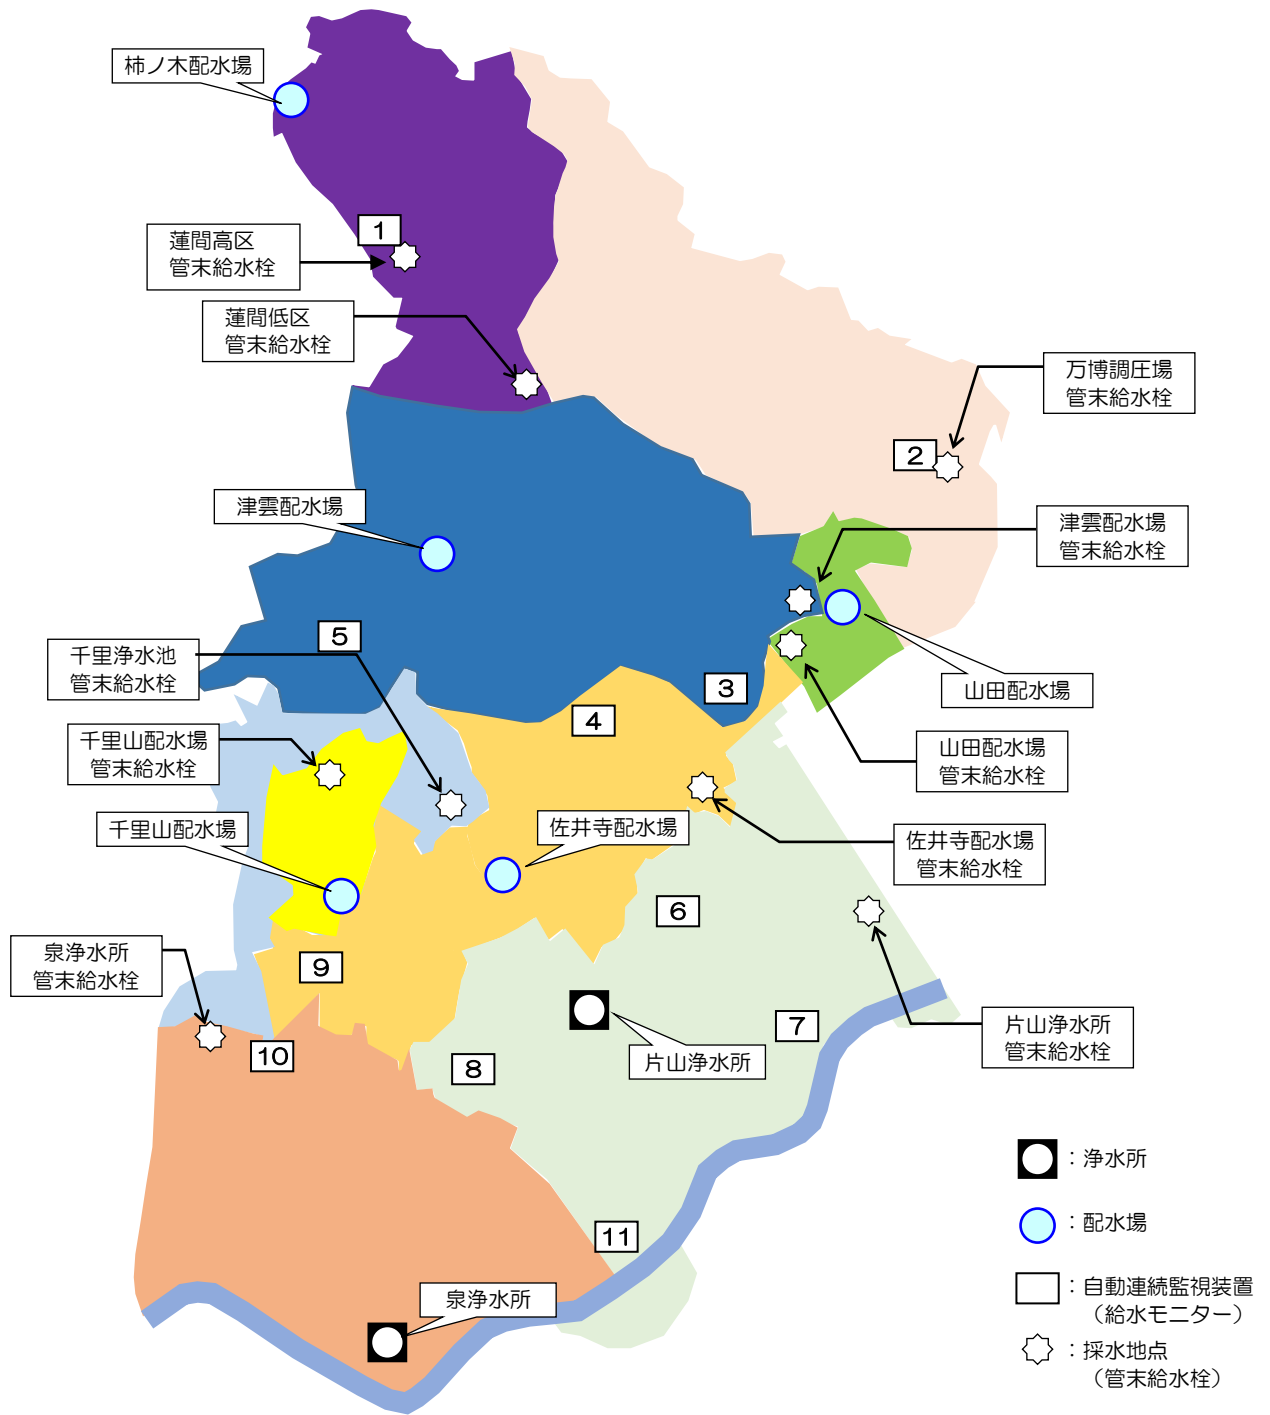 柿ノ木配水場
1
蓮間高区
管末給水栓
蓮間低区
管末給水栓
万博調圧場
管末給水栓
2
津雲配水場
津雲配水場
管末給水栓
5
千里浄水池
管末給水栓
3
山田配水場
4
千里山配水場
管末給水栓
山田配水場
管末給水栓
千里山配水場
佐井寺配水場
佐井寺配水場
管末給水栓
6
泉浄水所
管末給水栓
9
7
片山浄水所
管末給水栓
10
8
片山浄水所
11
泉浄水所
：浄水所
：配水場
：自動連続監視装置
（給水モニター）
：採水地点
（管末給水栓）